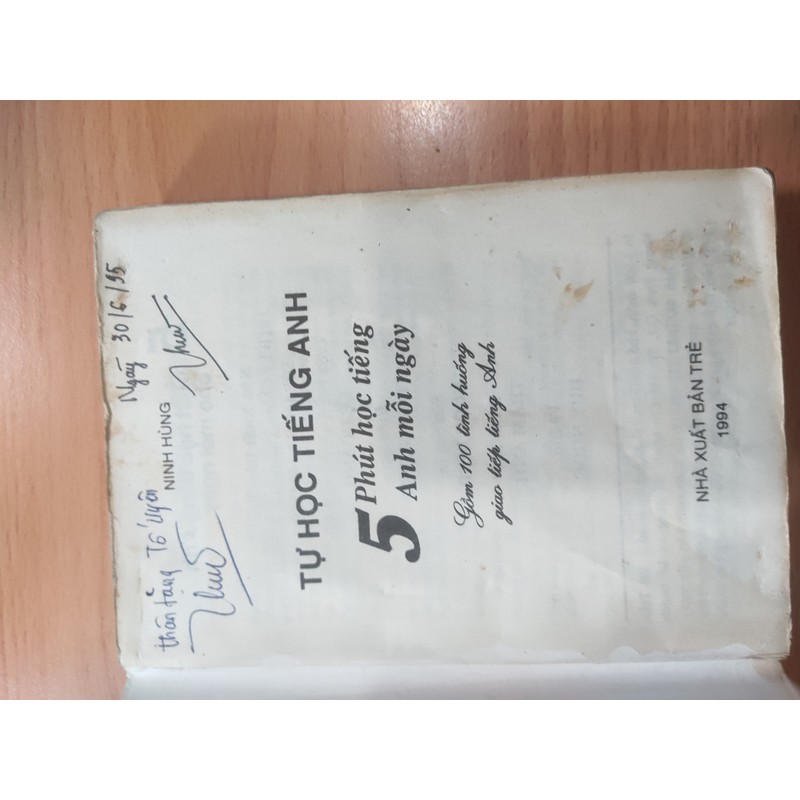 Ngày 30/6/95
thân tặng Tố Uyên
NINH HÙNG
TỰ HỌC TIẾNG ANH
5 Phút học tiếng
Anh mỗi ngày
Gồm 100 tình huống
giao tiếp tiếng Anh
NHÀ XUẤT BẢN TRẺ
1994